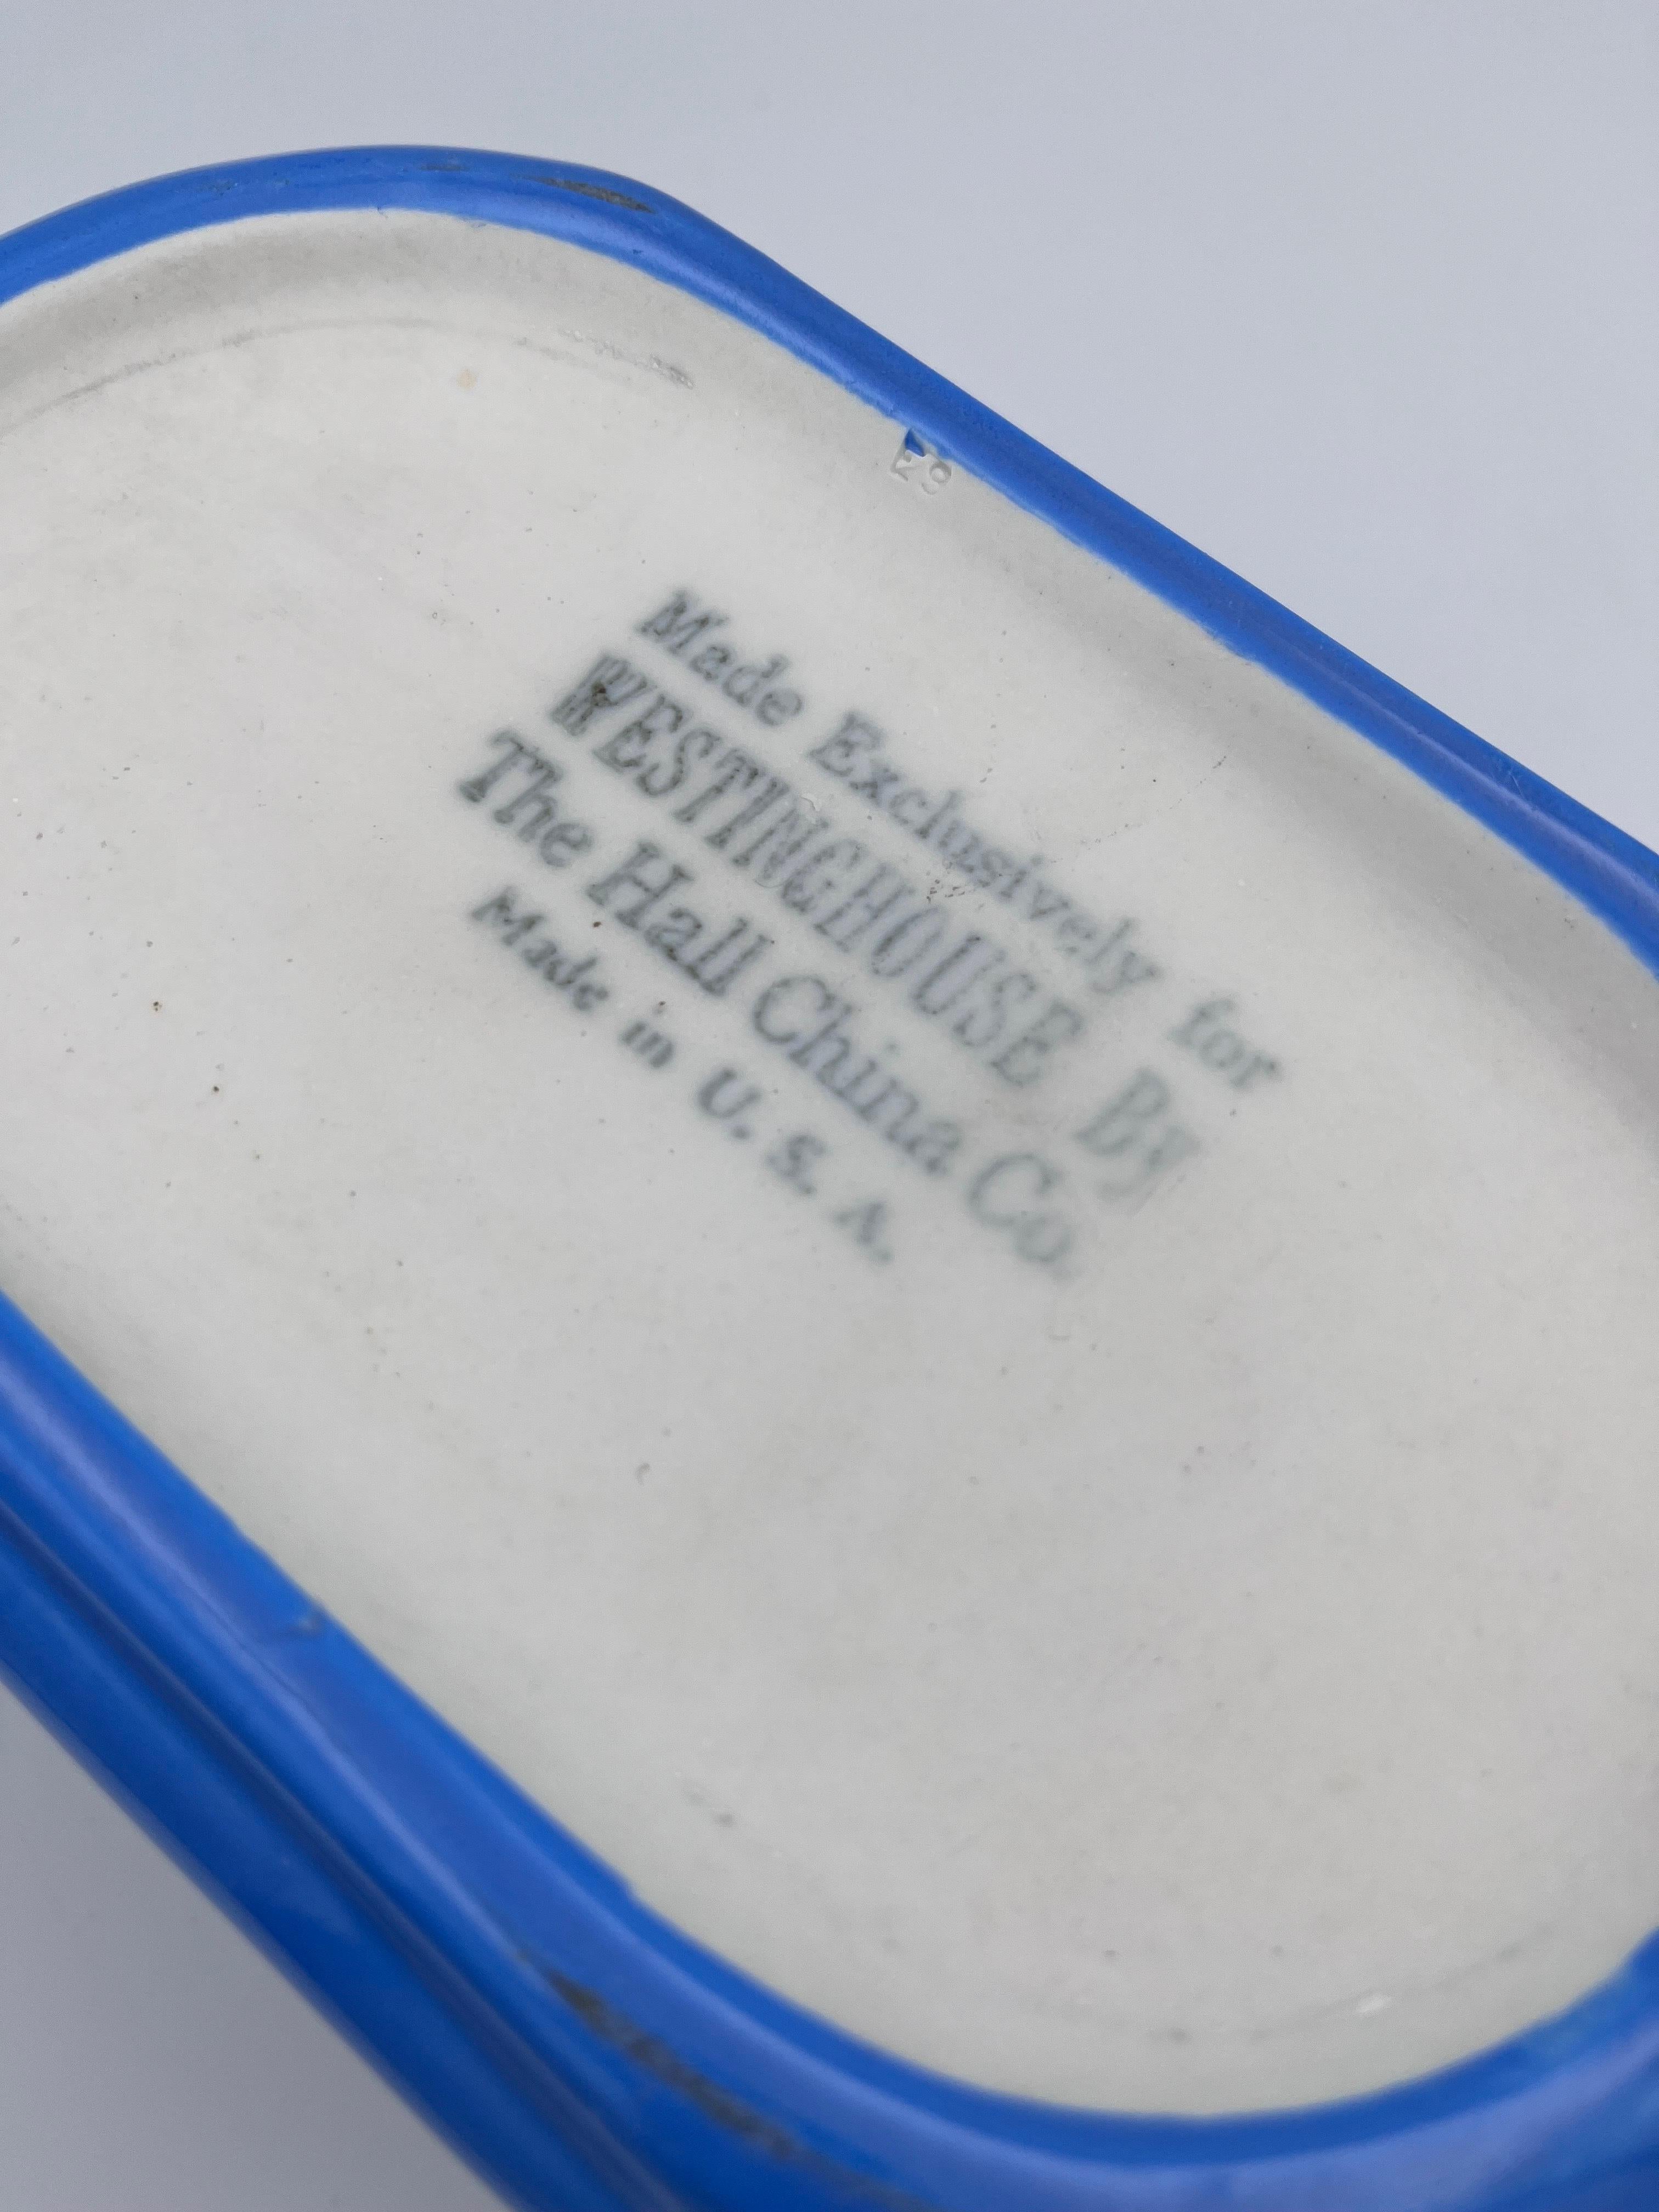 Made Exclusively for
WESTINGHOUSE By
The Hall China Co.
Made in U. S. A.